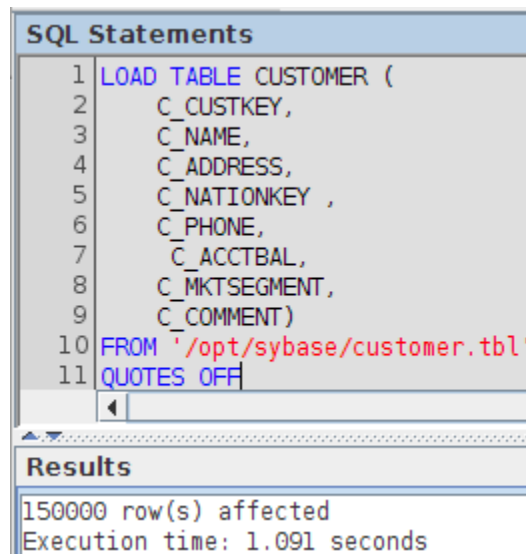 SQL Statements
1 LOAD TABLE CUSTOMER (
2 C_CUSTKEY,
3 C_NAME,
4 C_ADDRESS,
5 C_NATIONKEY ,
6 C_PHONE,
7 C_ACCTBAL,
8 C_MKTSEGMENT,
9 C_COMMENT)
10 FROM '/opt/sybase/customer.tbl'
11 QUOTES OFF
Results
150000 row(s) affected
Execution time: 1.091 seconds